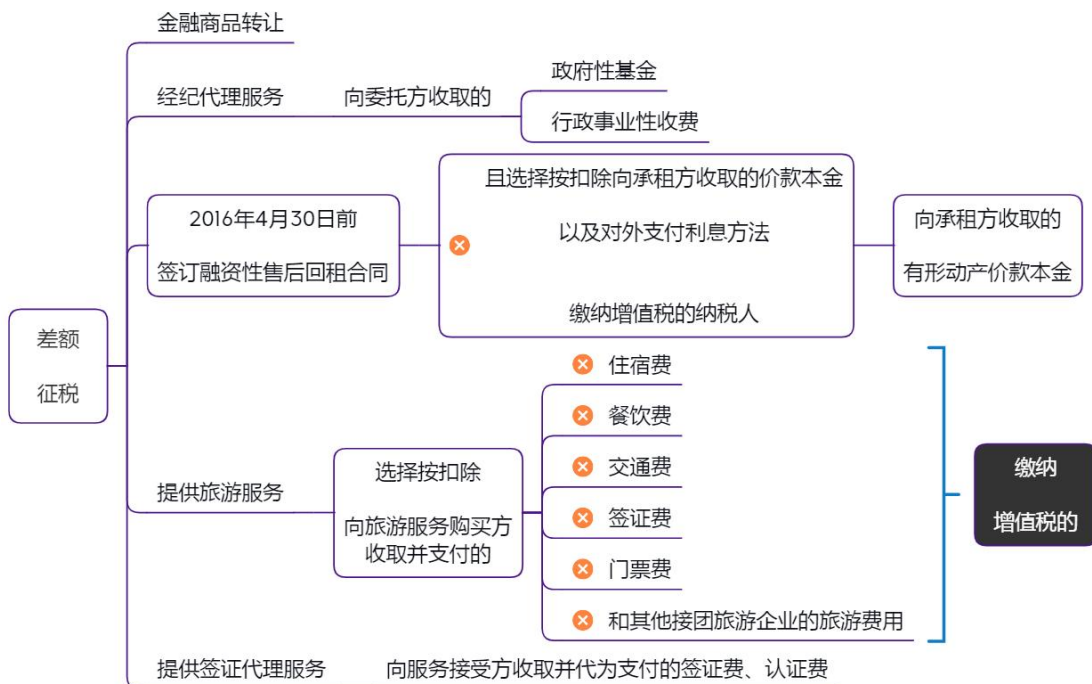 差额
征税
金融商品转让
经纪代理服务
向委托方收取的
政府性基金
行政事业性收费
2016年4月30日前
签订融资性售后回租合同
且选择按扣除向承租方收取的价款本金
以及对外支付利息方法
缴纳增值税的纳税人
向承租方收取的
有形动产价款本金
提供旅游服务
选择按扣除
向旅游服务购买方
收取并支付的
住宿费
餐饮费
交通费
签证费
门票费
和其他接团旅游企业的旅游费用
缴纳
增值税的
提供签证代理服务
向服务接受方收取并代为支付的签证费、认证费